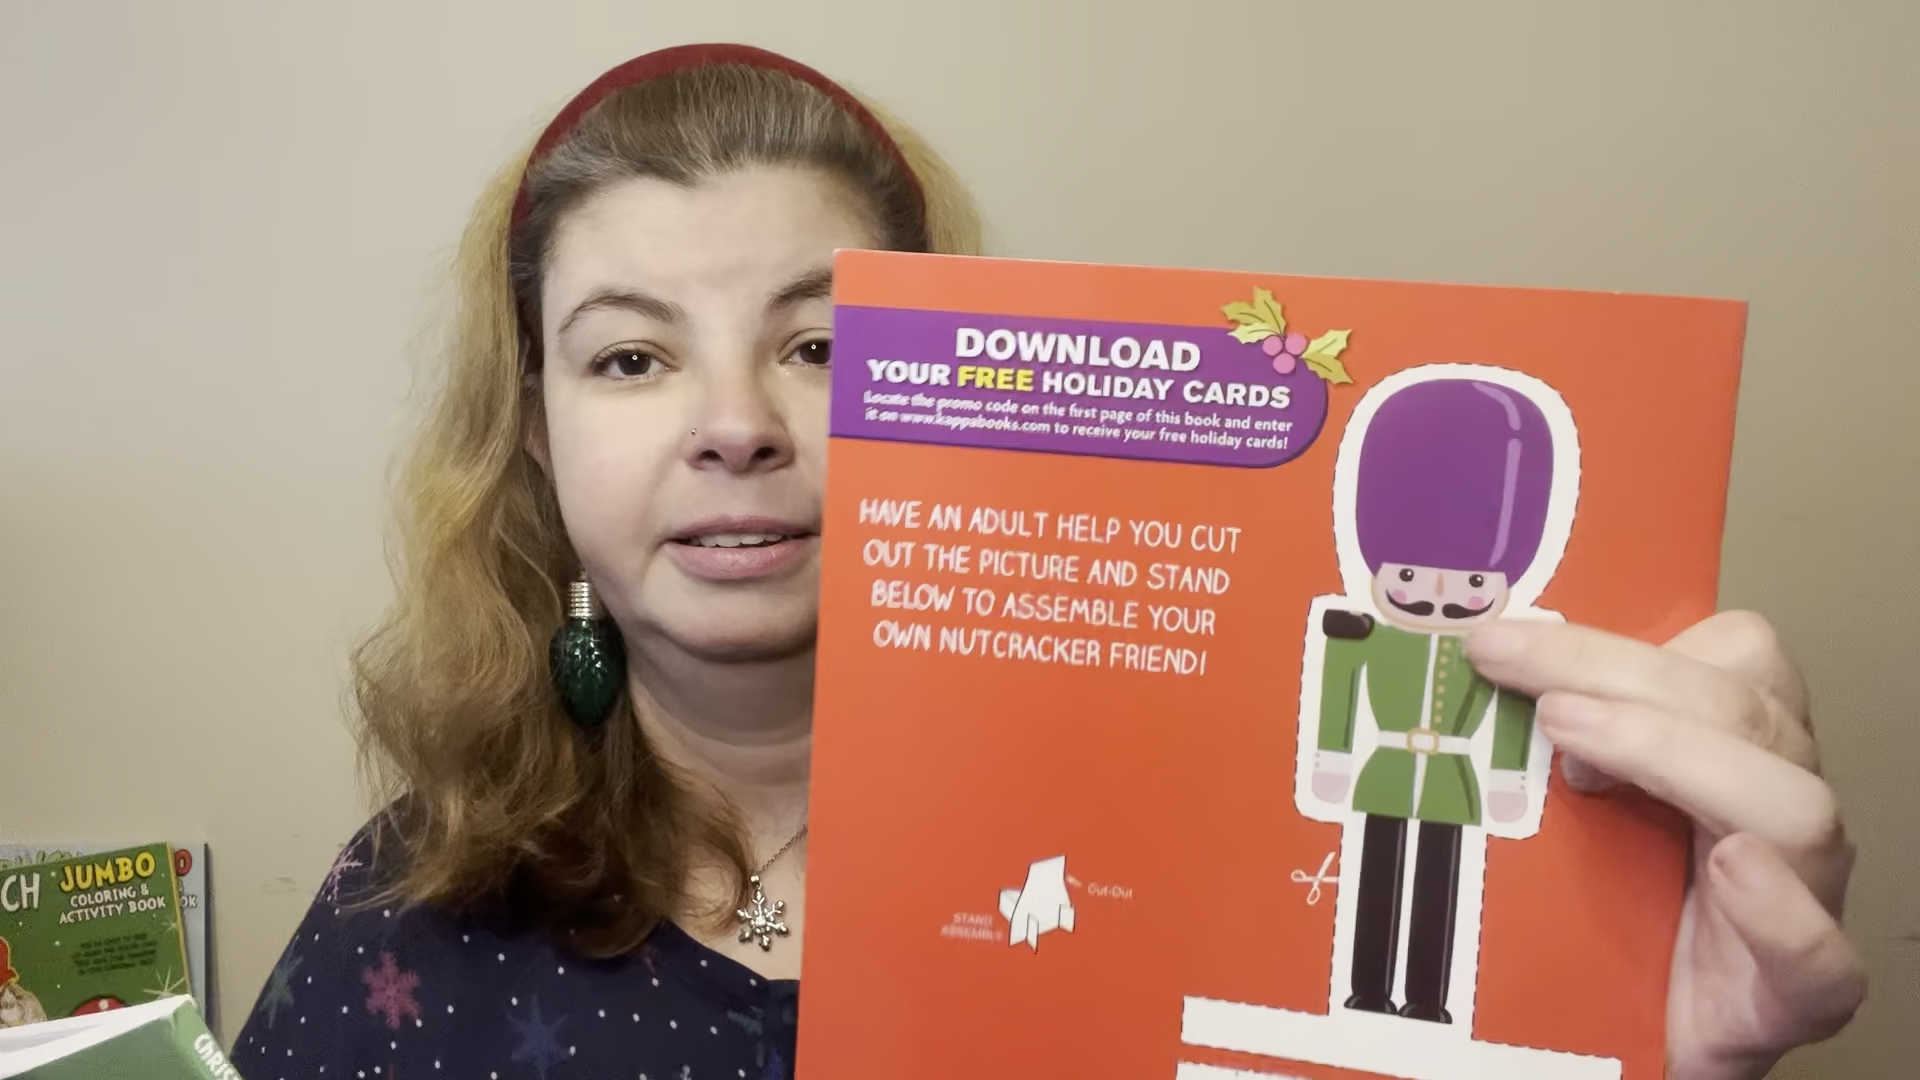 DOWNLOAD
YOUR FREE HOLIDAY CARDS
Locate the promo code on the first page of this book and enter
it on www.kappabooks.com to receive your free holiday cards!
HAVE AN ADULT HELP YOU CUT
OUT THE PICTURE AND STAND
BELOW TO ASSEMBLE YOUR
OWN NUTCRACKER FRIEND!
Cut-Out
STAND
ASSEMBLY
CH JUMBO
COLORING &
ACTIVITY BOOK
CHRIS